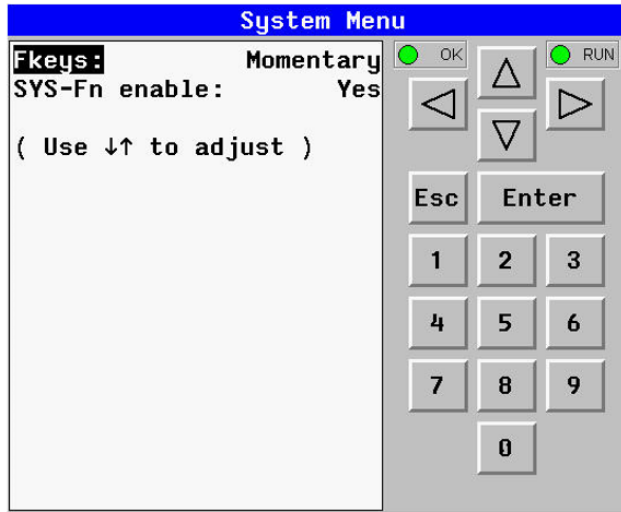 System Menu
Fkeys: Momentary
SYS-Fn enable: Yes
( Use ↓↑ to adjust )
OK
RUN
Esc
Enter
1 2 3
4 5 6
7 8 9
0